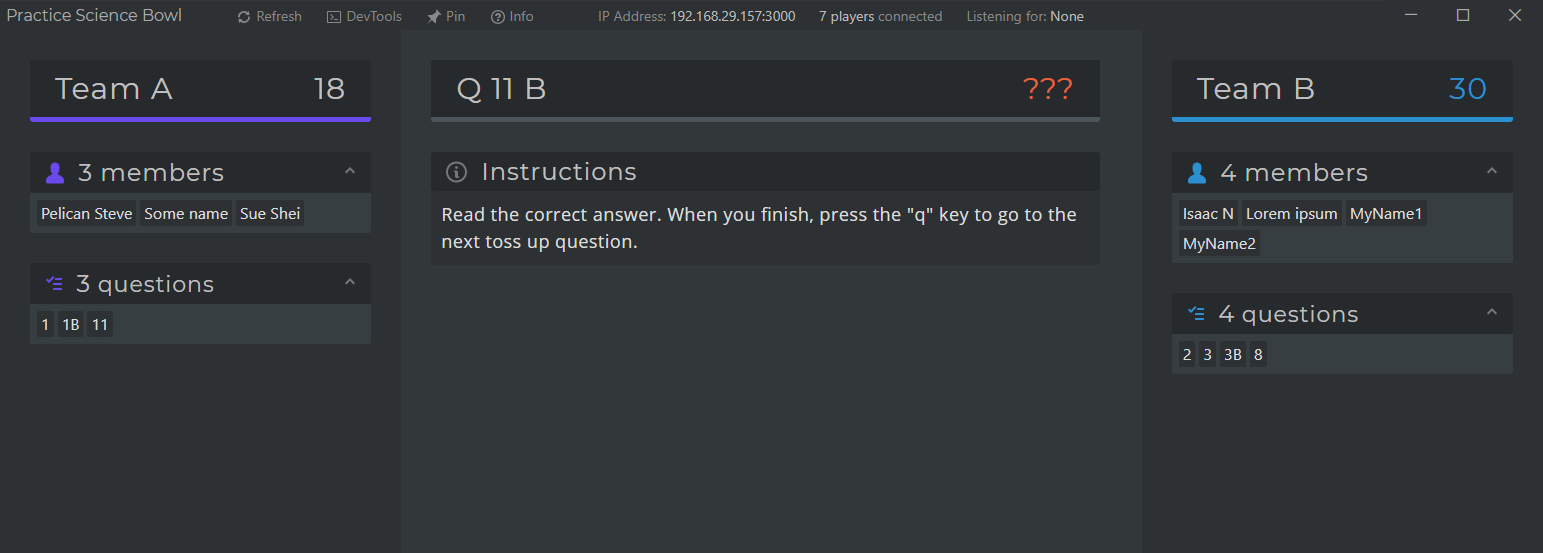 Practice Science Bowl Refresh DevTools Pin Info IP Address: 192.168.29.157:3000 7 players connected Listening for: None
Team A 18
3 members
Pelican Steve Some name Sue Shei
3 questions
1 1B 11
Q 11 B ???
Instructions
Read the correct answer. When you finish, press the "q" key to go to the
next toss up question.
Team B 30
4 members
Isaac N Lorem ipsum MyName1
MyName2
4 questions
2 3 3B 8